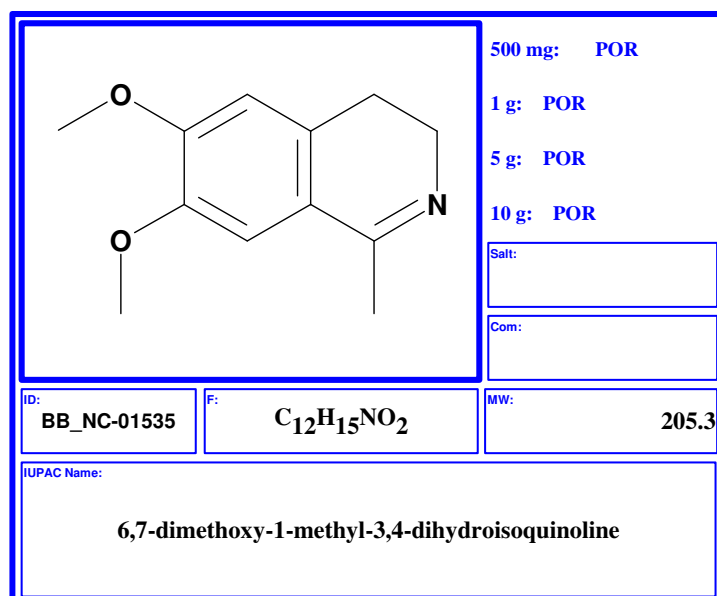 O
O
N
500 mg: POR
1 g: POR
5 g: POR
10 g: POR
Salt:
Com:
ID:
BB_NC-01535
F:
C12H15NO2
MW:
205.3
IUPAC Name:
6,7-dimethoxy-1-methyl-3,4-dihydroisoquinoline